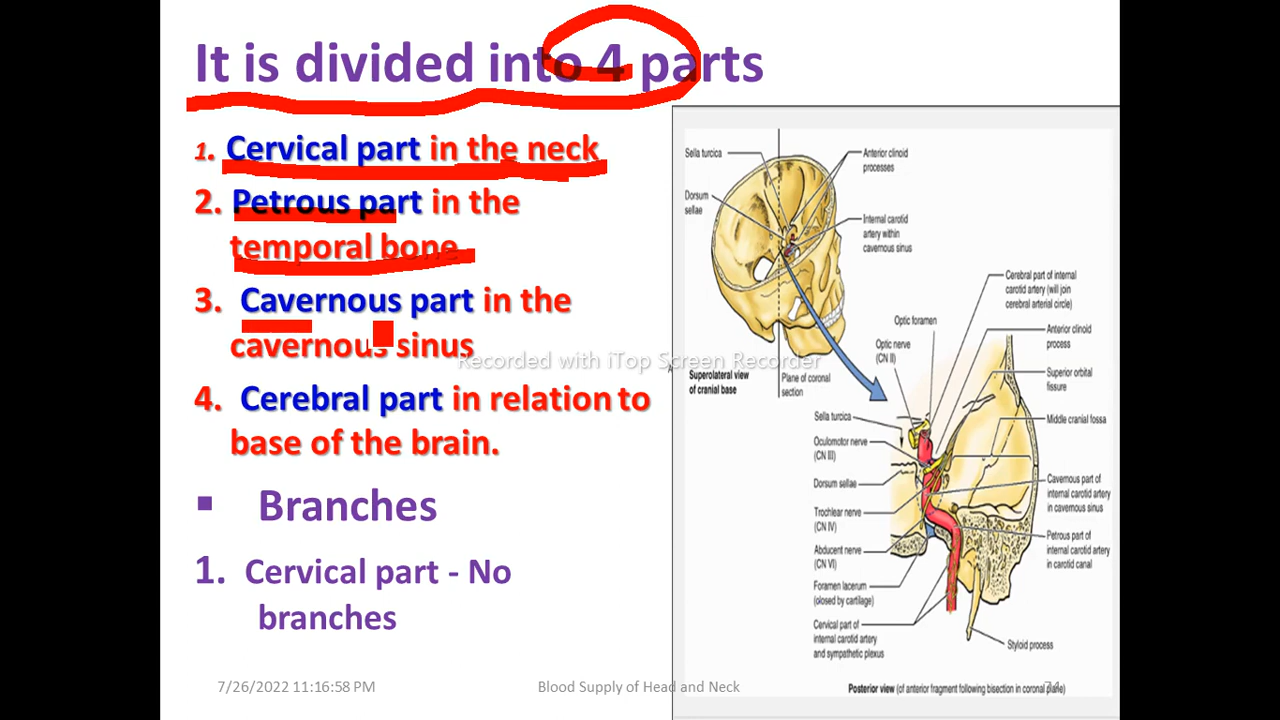 It is divided into 4 parts
1. Cervical part in the neck
2. Petrous part in the
temporal bone
3. Cavernous part in the
cavernous sinus
4. Cerebral part in relation to
base of the brain.
▪ Branches
1. Cervical part - No
branches
Sella turcica
Dorsum
sellae
Anterior clinoid
processes
Internal carotid
artery within
cavernous sinus
Superolateral view
of cranial base
Plane of coronal
section
Cerebral part of internal
carotid artery (will join
cerebral arterial circle)
Optic foramen
Optic nerve
(CN II)
Anterior clinoid
process
Superior orbital
fissure
Middle cranial fossa
Sella turcica
Oculomotor nerve
(CN III)
Dorsum sellae
Trochlear nerve
(CN IV)
Abducent nerve
(CN VI)
Foramen lacerum
(closed by cartilage)
Cervical part of
internal carotid artery
and sympathetic plexus
Cavernous part of
internal carotid artery
in cavernous sinus
Petrous part of
internal carotid artery
in carotid canal
Styloid process
Posterior view (of anterior fragment following bisection in coronal plane)
Recorded with iTop Screen Recorder
7/26/2022 11:16:58 PM
Blood Supply of Head and Neck